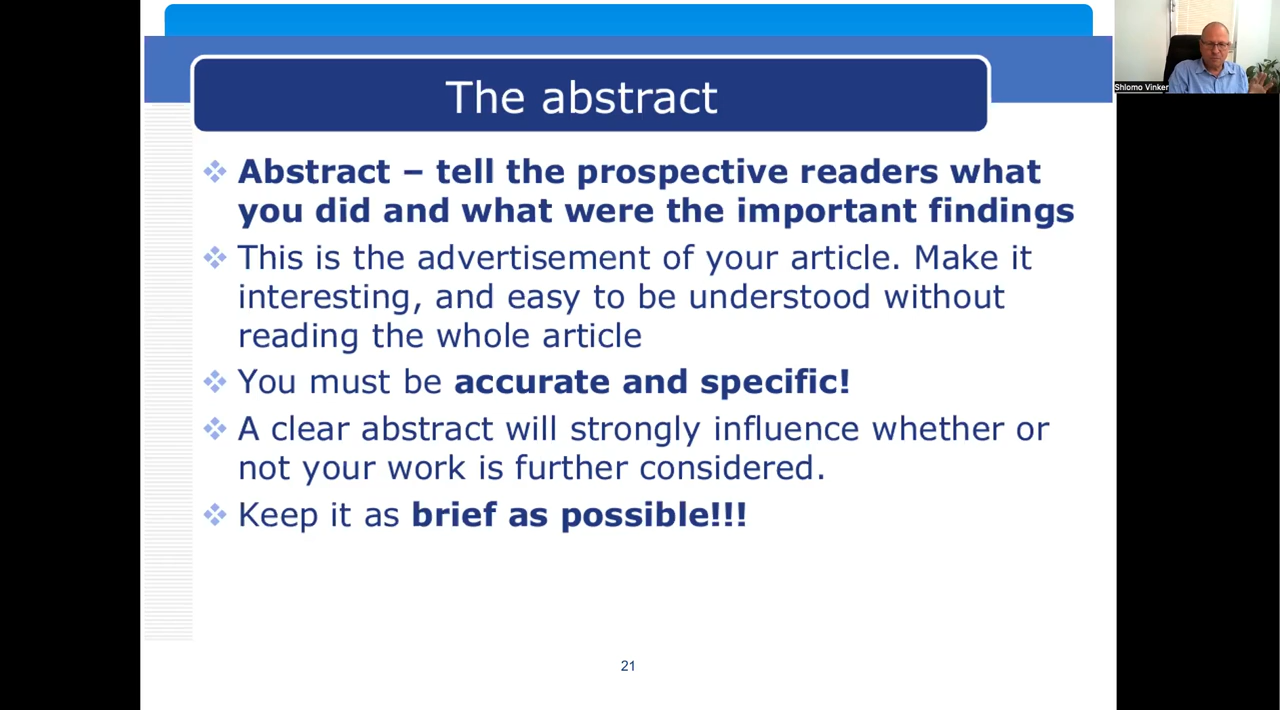 The abstract
Shlomo Vinker
❖ Abstract – tell the prospective readers what
you did and what were the important findings
❖ This is the advertisement of your article. Make it
interesting, and easy to be understood without
reading the whole article
❖ You must be accurate and specific!
❖ A clear abstract will strongly influence whether or
not your work is further considered.
❖ Keep it as brief as possible!!!
21